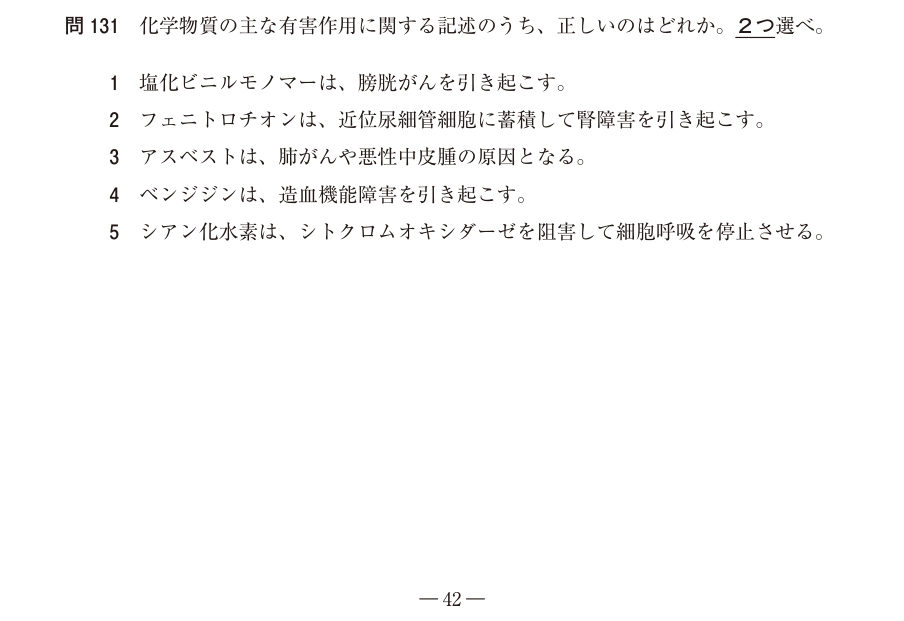 問 131 化学物質の主な有害作用に関する記述のうち、正しいのはどれか。2つ選べ。
1 塩化ビニルモノマーは、膀胱がんを引き起こす。
2 フェニトロチオンは、近位尿細管細胞に蓄積して腎障害を引き起こす。
3 アスベストは、肺がんや悪性中皮腫の原因となる。
4 ベンジジンは、造血機能障害を引き起こす。
5 シアン化水素は、シトクロムオキシダーゼを阻害して細胞呼吸を停止させる。
— 42 —